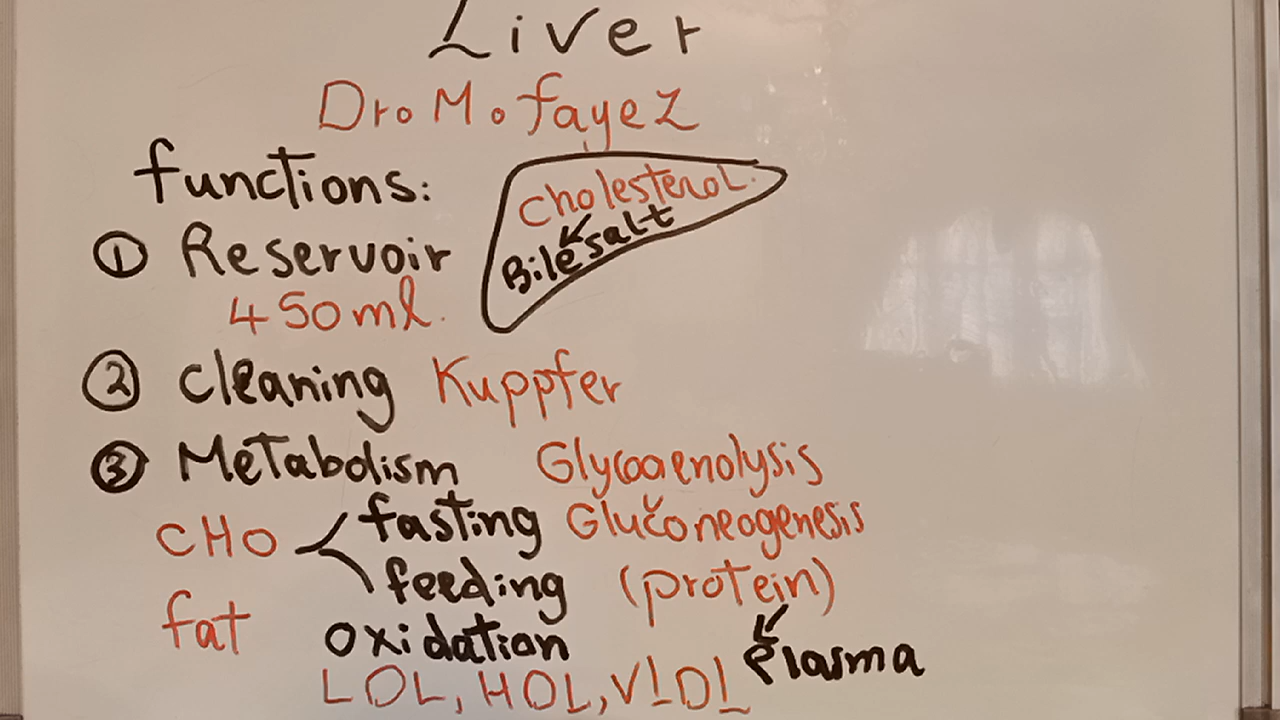 Liver
Dr. M. fayez
functions:
cholesterol.
Bile salt
① Reservoir
450 ml.
② cleaning Kuppfer
③ Metabolism Glycogenolysis
CHO fasting Gluconeogenesis
feeding (protein)
fat oxidation plasma
LDL, HDL, VLDL